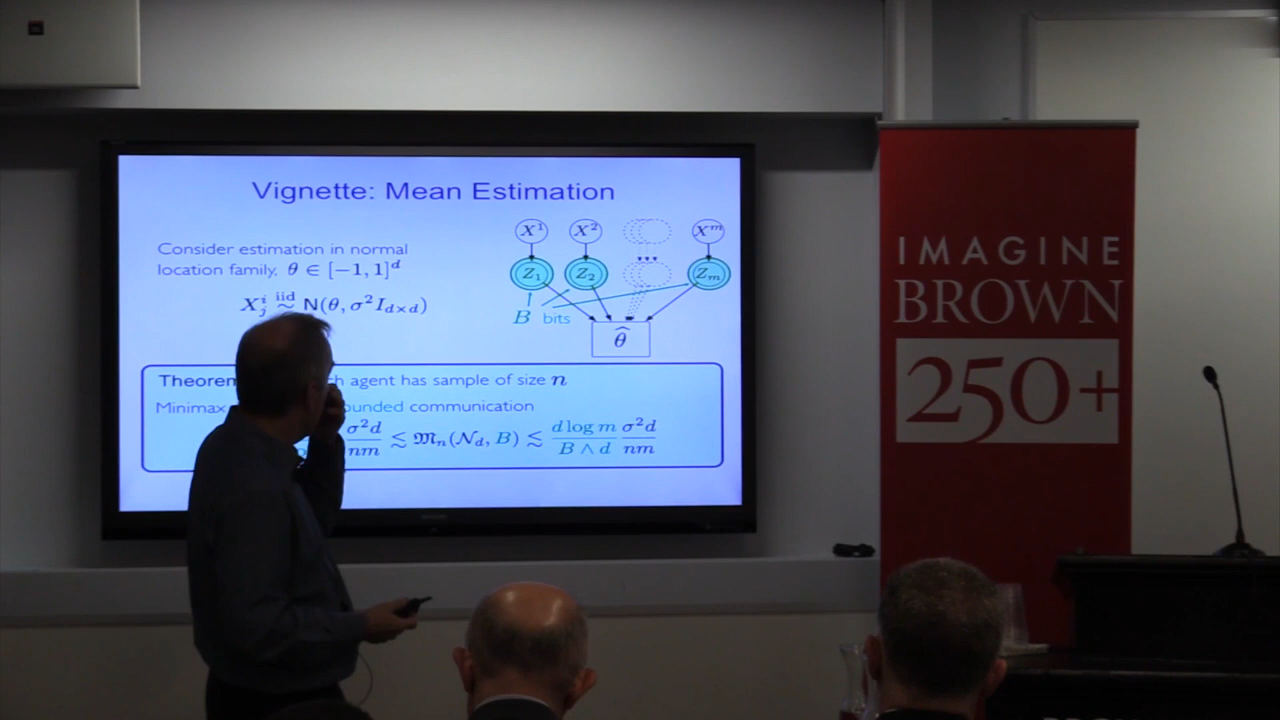 Vignette: Mean Estimation
Consider estimation in normal
location family, θ ∈ [−1, 1]^d
X_j^i iid ~ N(θ, σ²I_{d×d})
X^1 X^2 X^m
Z_1 Z_2 Z_m
B bits
θ̂
Theorem agent has sample of size n
Minimax communication
σ²d/nm ≲ 𝔐_n(𝒩_d, B) ≲ d log m/B ∧ d σ²d/nm
IMAGINE
BROWN
250+